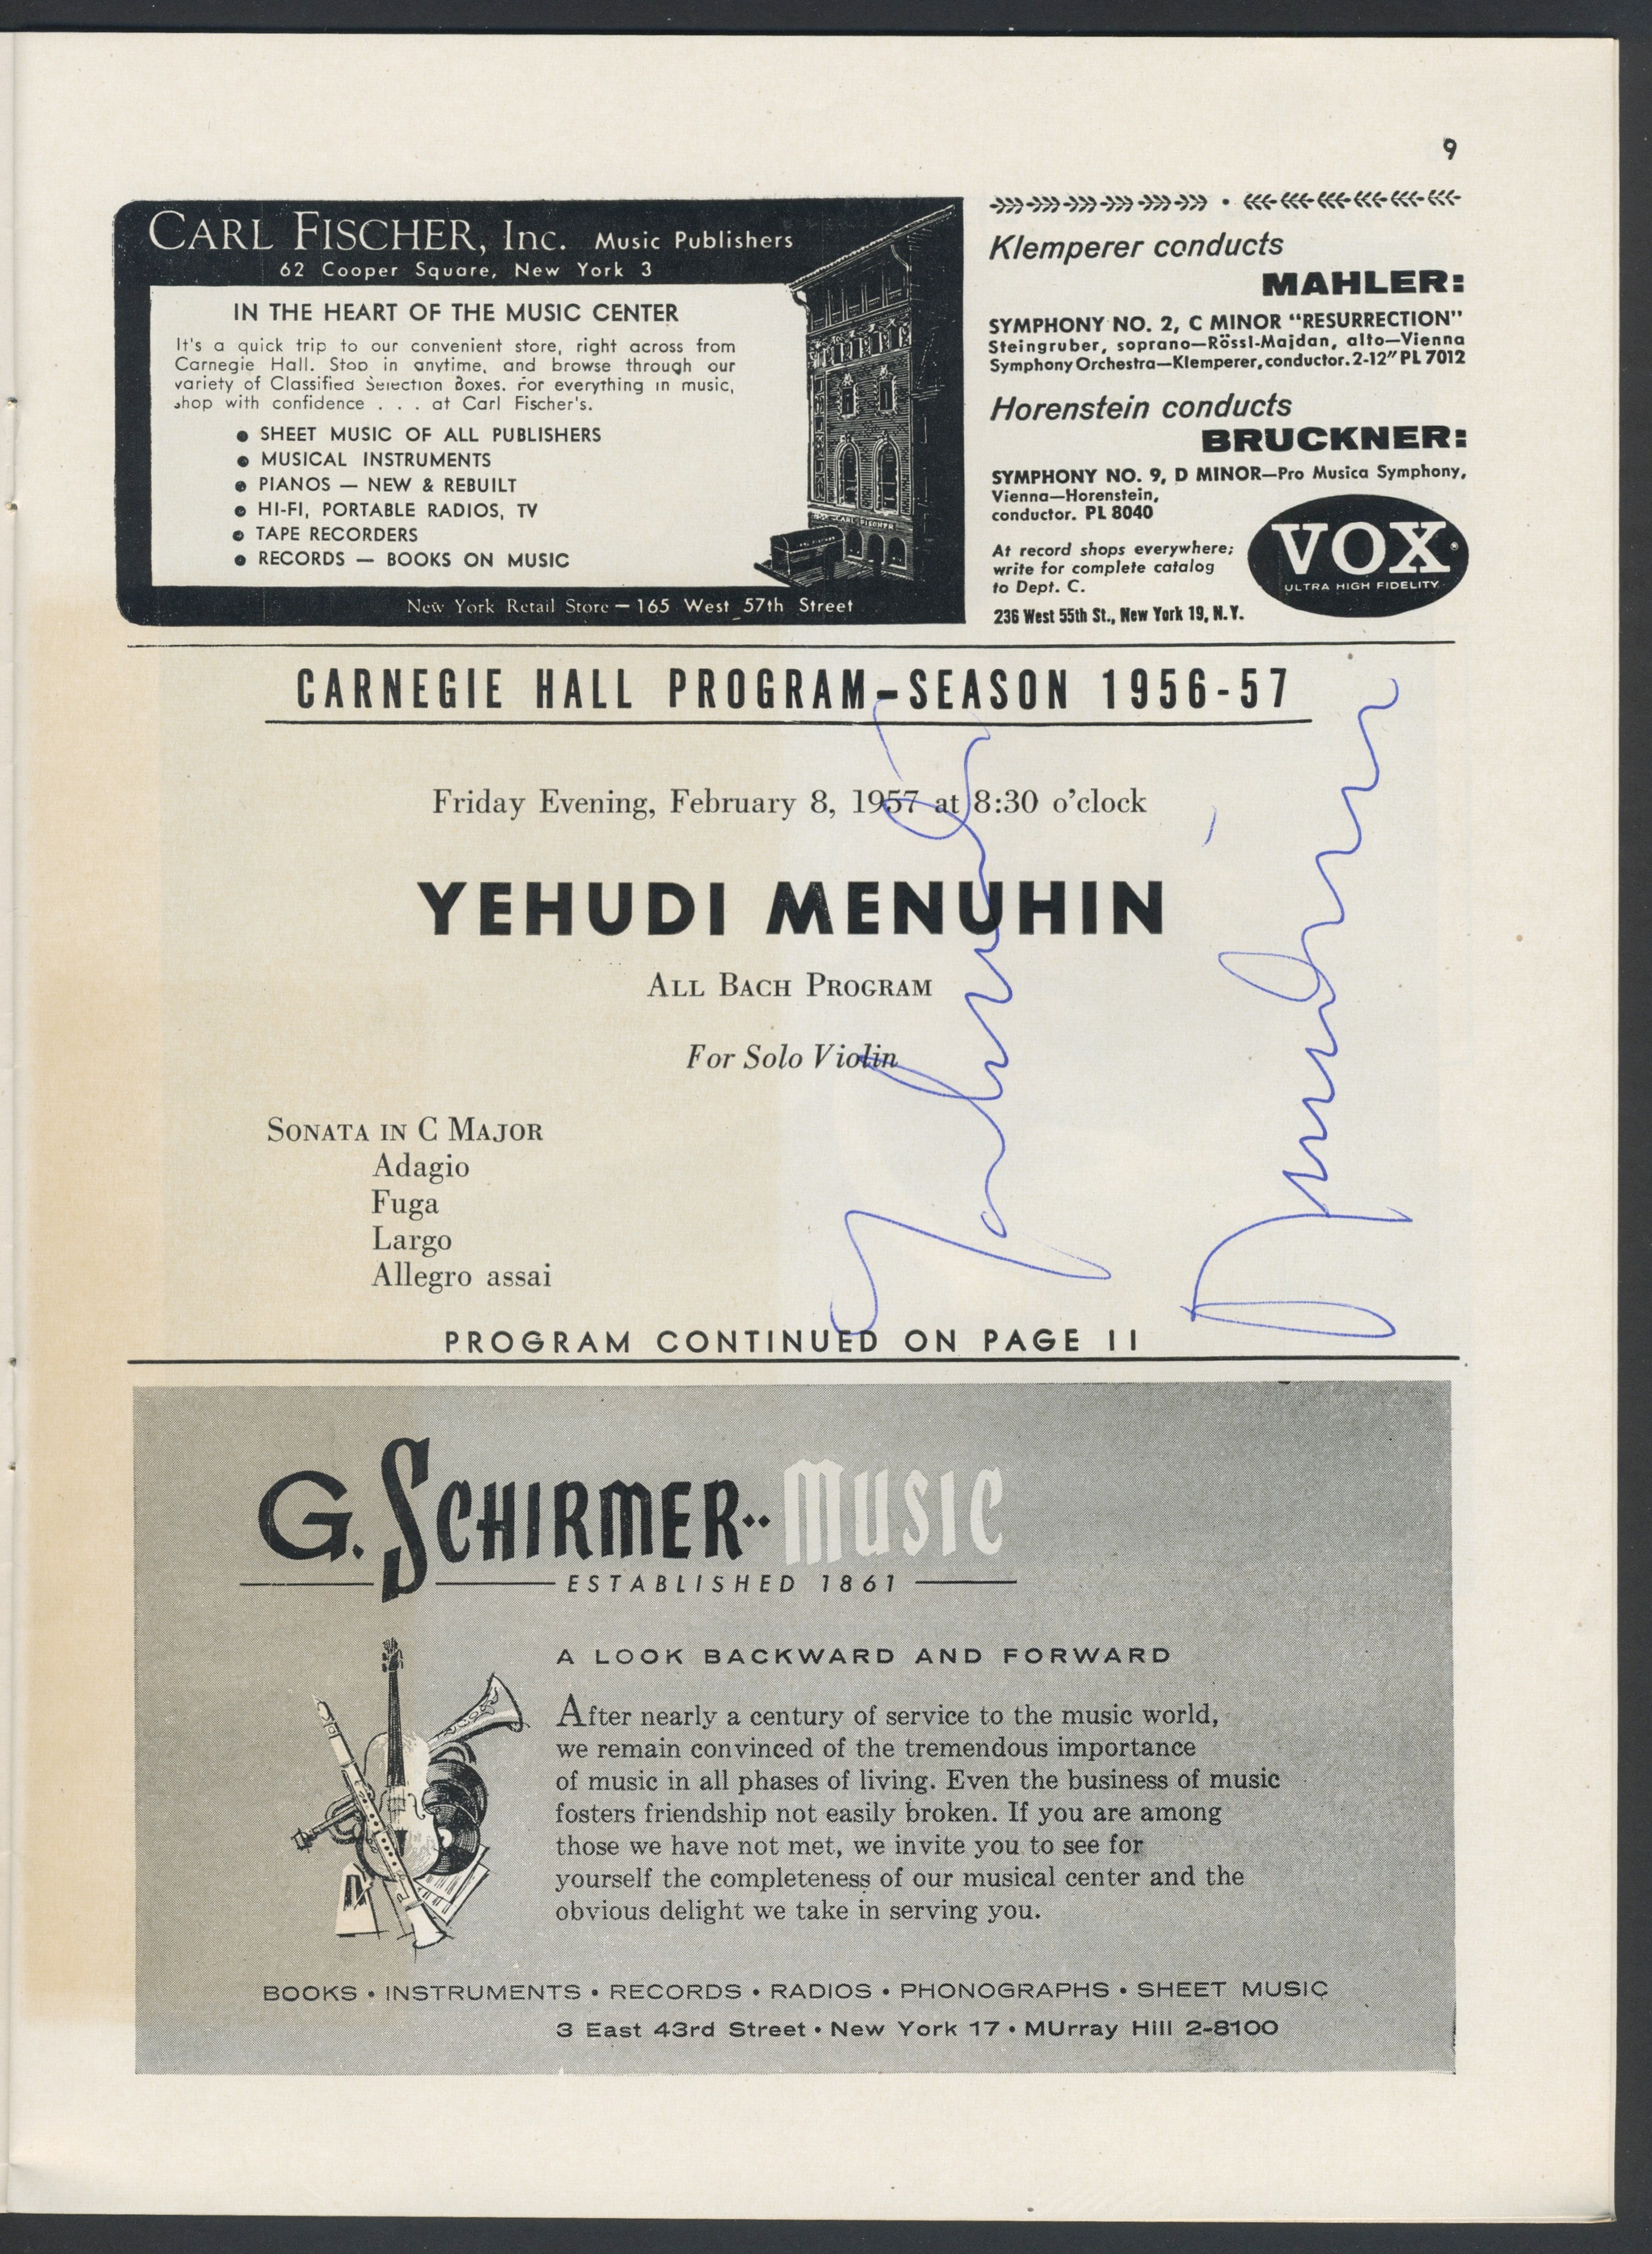 9
CARL FISCHER, Inc. Music Publishers
62 Cooper Square, New York 3
IN THE HEART OF THE MUSIC CENTER
It's a quick trip to our convenient store, right across from
Carnegie Hall. Stop in anytime, and browse through our
variety of Classified Selection Boxes. For everything in music,
shop with confidence . . . at Carl Fischer's.
● SHEET MUSIC OF ALL PUBLISHERS
● MUSICAL INSTRUMENTS
● PIANOS — NEW & REBUILT
● HI-FI, PORTABLE RADIOS, TV
● TAPE RECORDERS
● RECORDS — BOOKS ON MUSIC
CARL FISCHER
New York Retail Store — 165 West 57th Street
Klemperer conducts
MAHLER:
SYMPHONY NO. 2, C MINOR "RESURRECTION"
Steingruber, soprano—Rössl-Majdan, alto—Vienna
Symphony Orchestra—Klemperer, conductor. 2-12" PL 7012
Horenstein conducts
BRUCKNER:
SYMPHONY NO. 9, D MINOR—Pro Musica Symphony,
Vienna—Horenstein,
conductor. PL 8040
At record shops everywhere;
write for complete catalog
to Dept. C.
236 West 55th St., New York 19, N.Y.
VOX
ULTRA HIGH FIDELITY
CARNEGIE HALL PROGRAM–SEASON 1956-57
Friday Evening, February 8, 1957 at 8:30 o'clock
YEHUDI MENUHIN
ALL BACH PROGRAM
For Solo Violin
SONATA IN C MAJOR
Adagio
Fuga
Largo
Allegro assai
Yehudi
Menuhin
PROGRAM CONTINUED ON PAGE 11
G. SCHIRMER·· MUSIC
ESTABLISHED 1861
A LOOK BACKWARD AND FORWARD
After nearly a century of service to the music world,
we remain convinced of the tremendous importance
of music in all phases of living. Even the business of music
fosters friendship not easily broken. If you are among
those we have not met, we invite you to see for
yourself the completeness of our musical center and the
obvious delight we take in serving you.
BOOKS • INSTRUMENTS • RECORDS • RADIOS • PHONOGRAPHS • SHEET MUSIC
3 East 43rd Street • New York 17 • MUrray Hill 2-8100